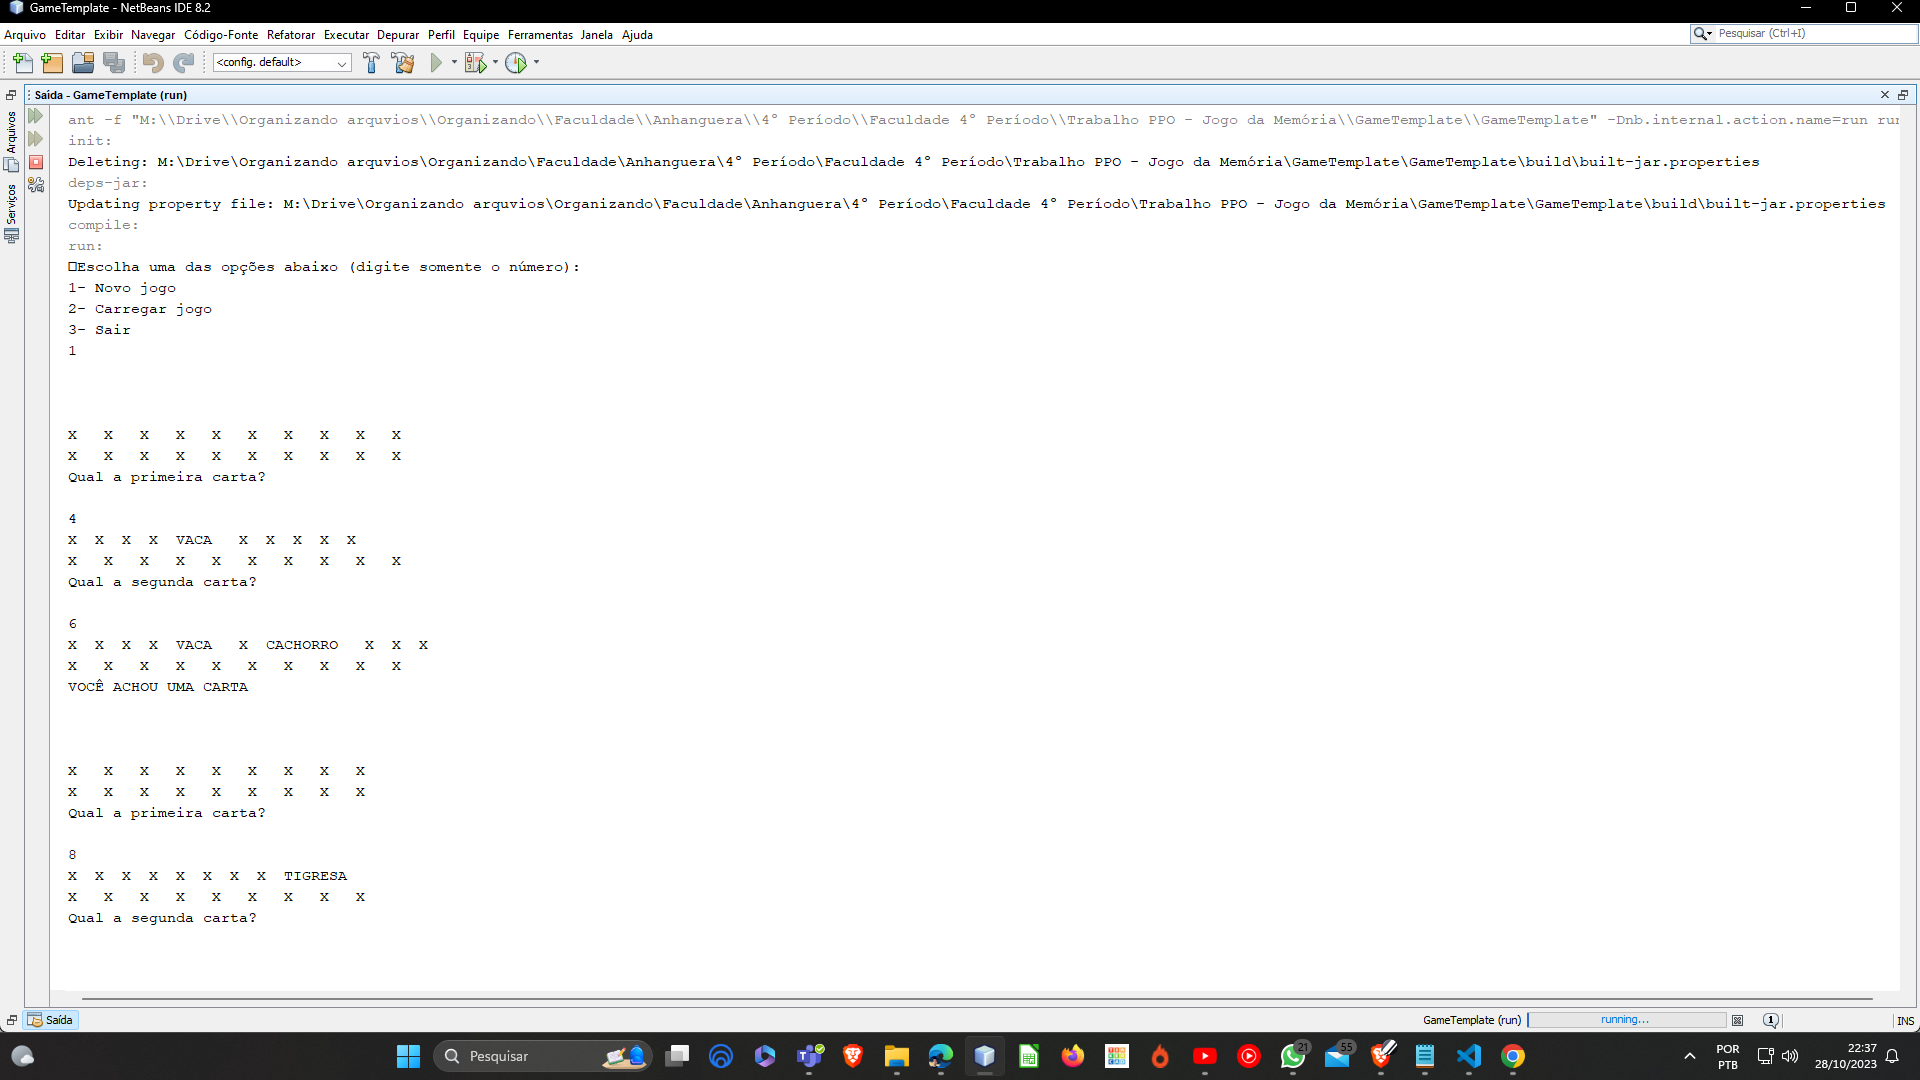 GameTemplate - NetBeans IDE 8.2
Arquivo Editar Exibir Navegar Código-Fonte Refatorar Executar Depurar Perfil Equipe Ferramentas Janela Ajuda
Pesquisar (Ctrl+I)
<config. default>
Saída - GameTemplate (run)
Arquivos
Serviços
ant -f "M:\\Drive\\Organizando arquvios\\Organizando\\Faculdade\\Anhanguera\\4° Período\\Faculdade 4° Período\\Trabalho PPO - Jogo da Memória\\GameTemplate\\GameTemplate" -Dnb.internal.action.name=run run
init:
Deleting: M:\Drive\Organizando arquvios\Organizando\Faculdade\Anhanguera\4° Período\Faculdade 4° Período\Trabalho PPO - Jogo da Memória\GameTemplate\GameTemplate\build\built-jar.properties
deps-jar:
Updating property file: M:\Drive\Organizando arquvios\Organizando\Faculdade\Anhanguera\4° Período\Faculdade 4° Período\Trabalho PPO - Jogo da Memória\GameTemplate\GameTemplate\build\built-jar.properties
compile:
run:
□Escolha uma das opções abaixo (digite somente o número):
1- Novo jogo
2- Carregar jogo
3- Sair
1
X X X X X X X X X X
X X X X X X X X X X
Qual a primeira carta?
4
X X X X VACA X X X X X
X X X X X X X X X X
Qual a segunda carta?
6
X X X X VACA X CACHORRO X X X
X X X X X X X X X X
VOCÊ ACHOU UMA CARTA
X X X X X X X X X
X X X X X X X X X
Qual a primeira carta?
8
X X X X X X X X TIGRESA
X X X X X X X X X
Qual a segunda carta?
Saída
GameTemplate (run)
running...
1
INS
Pesquisar
21
55
POR
PTB
22:37
28/10/2023